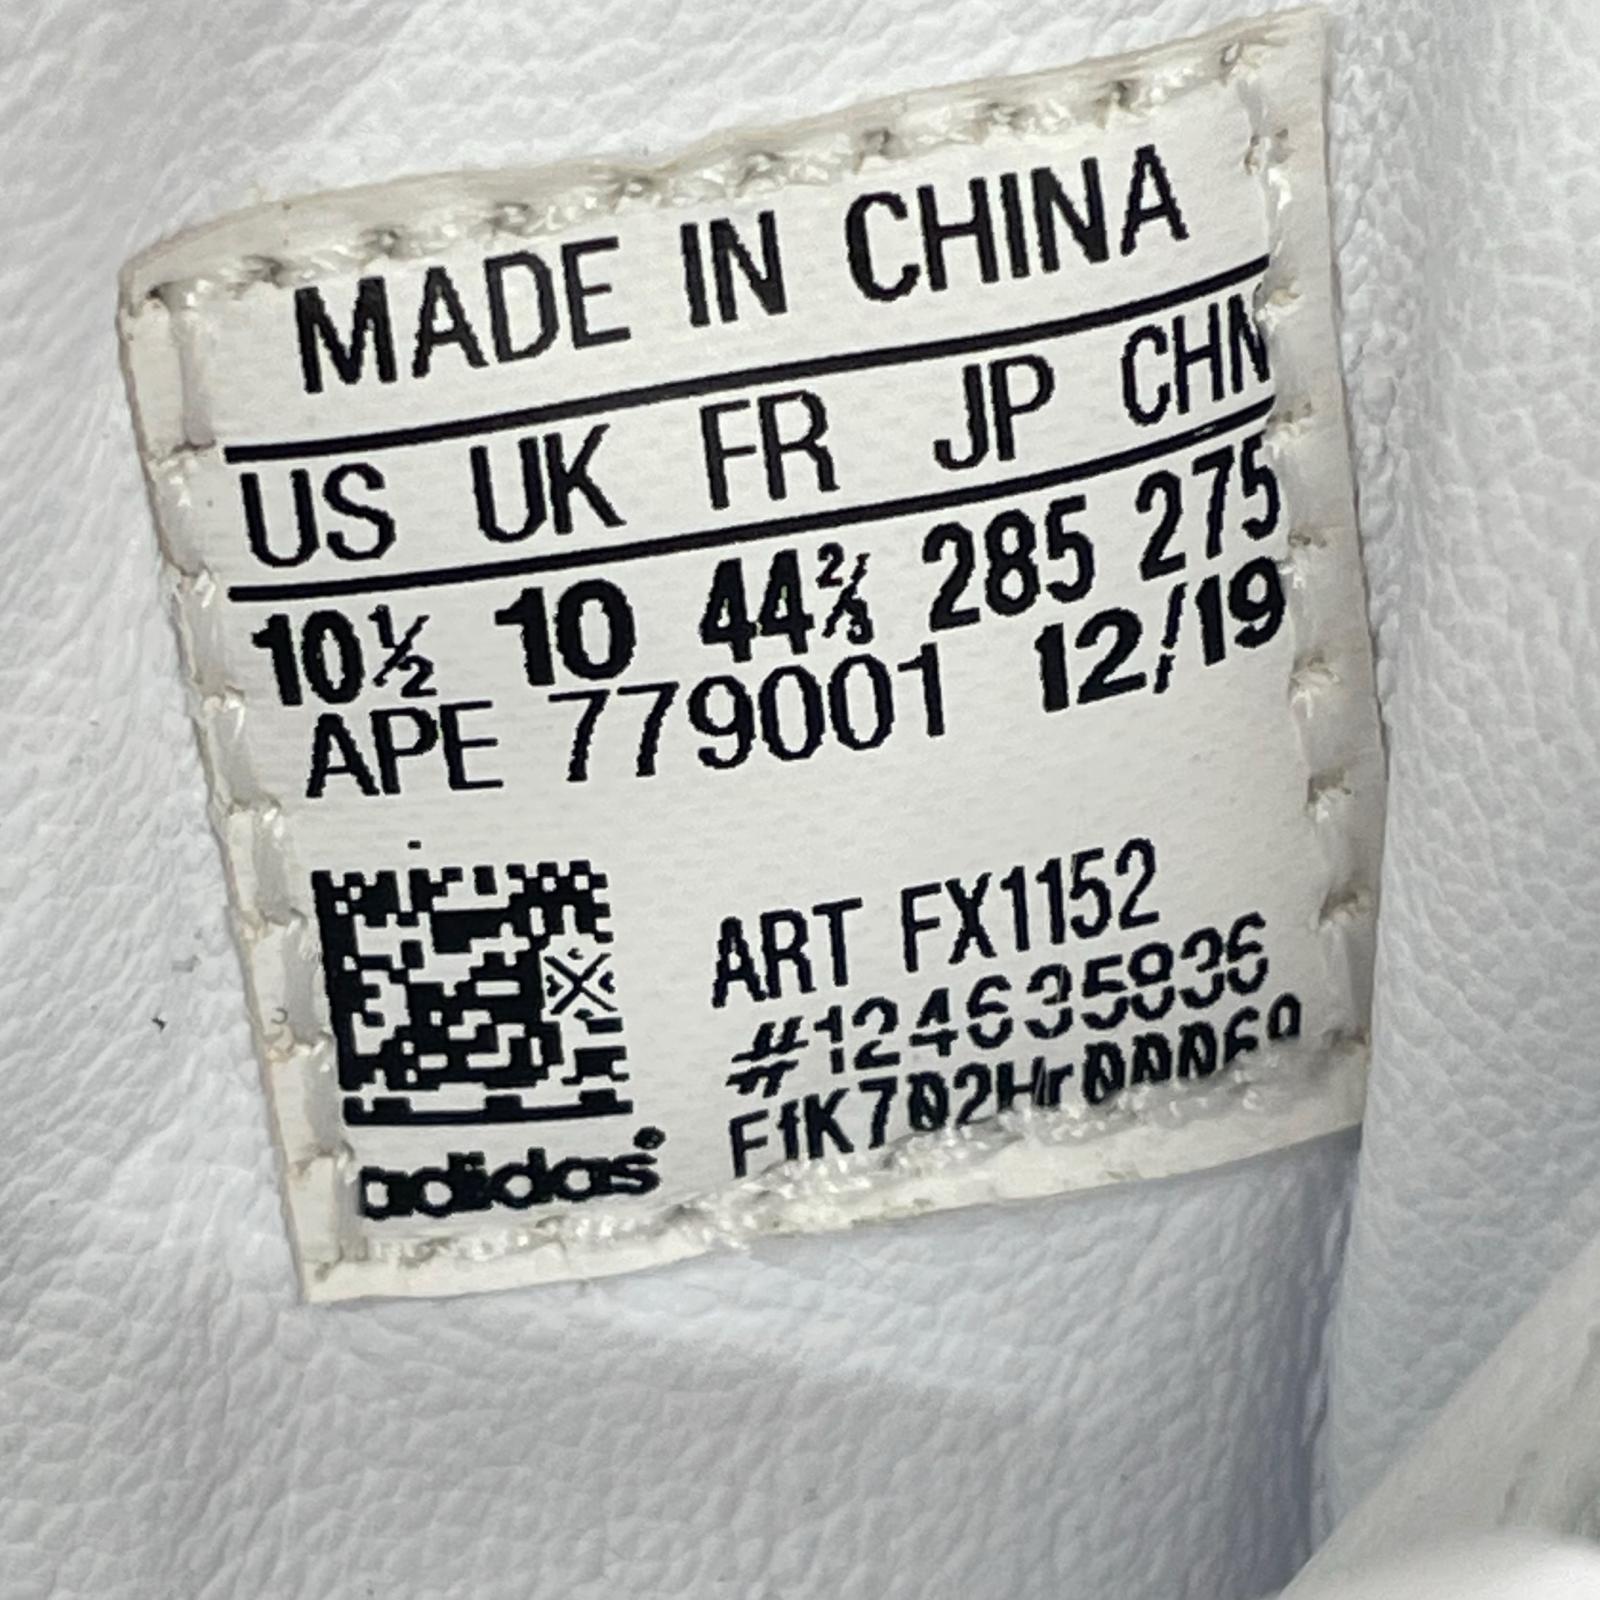 MADE IN CHINA
US UK FR JP CHN
10½ 10 44⅔ 285 275
APE 779001 12/19
ART FX1152
#124635836
adidas®